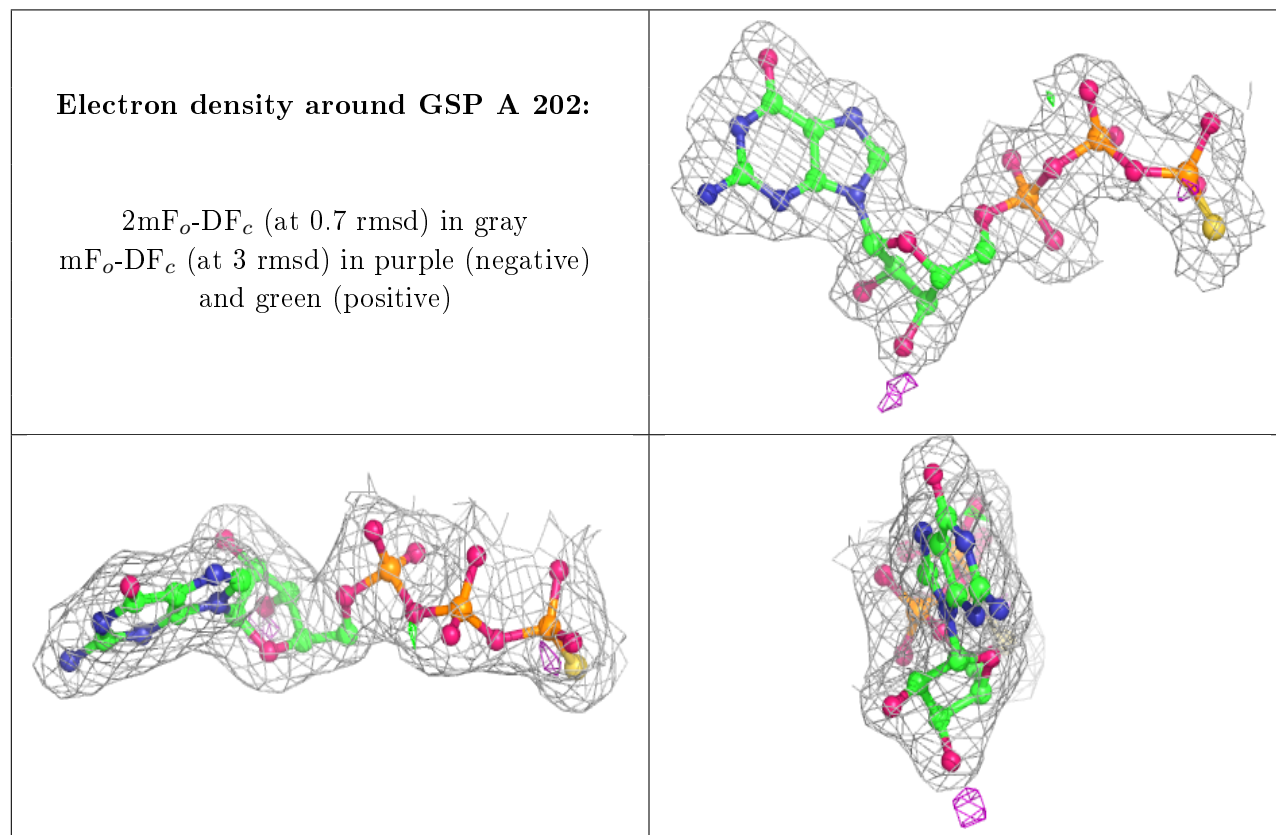 Electron density around GSP A 202:
2mFₒ-DF𝑐 (at 0.7 rmsd) in gray
mFₒ-DF𝑐 (at 3 rmsd) in purple (negative)
and green (positive)